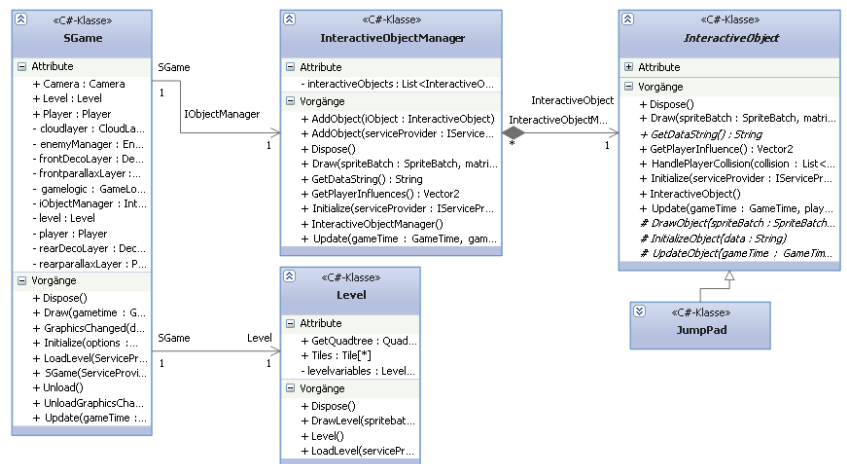 «C#-Klasse»
SGame
Attribute
+ Camera : Camera
+ Level : Level
+ Player : Player
- cloudlayer : CloudLa...
- enemyManager : En...
- frontDecoLayer : De...
- frontparallaxLayer :...
- gamelogic : GameLo...
- iObjectManager : Int...
- level : Level
- player : Player
- rearDecoLayer : Dec...
- rearparallaxLayer : P...
Vorgänge
+ Dispose()
+ Draw(gametime : G...
+ GraphicsChanged(d...
+ Initialize(options :...
+ LoadLevel(ServicePr...
+ SGame(ServiceProvi...
+ Unload()
+ UnloadGraphicsCha...
+ Update(gameTime :...
SGame
1
IObjectManager
1
«C#-Klasse»
InteractiveObjectManager
Attribute
- interactiveObjects : List<InteractiveO...
Vorgänge
+ AddObject(iObject : InteractiveObject)
+ AddObject(serviceProvider : IService...
+ Dispose()
+ Draw(spriteBatch : SpriteBatch, matri...
+ GetDataString() : String
+ GetPlayerInfluences() : Vector2
+ Initialize(serviceProvider : IServicePr...
+ InteractiveObjectManager()
+ Update(gameTime : GameTime, gam...
InteractiveObject
InteractiveObjectM...
*
1
«C#-Klasse»
InteractiveObject
Attribute
Vorgänge
+ Dispose()
+ Draw(spriteBatch : SpriteBatch, matri...
+ GetDataString() : String
+ GetPlayerInfluence() : Vector2
+ HandlePlayerCollision(collision : List<...
+ Initialize(serviceProvider : IServicePr...
+ InteractiveObject()
+ Update(gameTime : GameTime, play...
# DrawObject(spriteBatch : SpriteBatch...
# InitializeObject(data : String)
# UpdateObject(gameTime : GameTim...
«C#-Klasse»
JumpPad
SGame
Level
1
1
«C#-Klasse»
Level
Attribute
+ GetQuadtree : Quad...
+ Tiles : Tile[*]
- levelvariables : Level...
Vorgänge
+ Dispose()
+ DrawLevel(spritebat...
+ Level()
+ LoadLevel(servicePr...